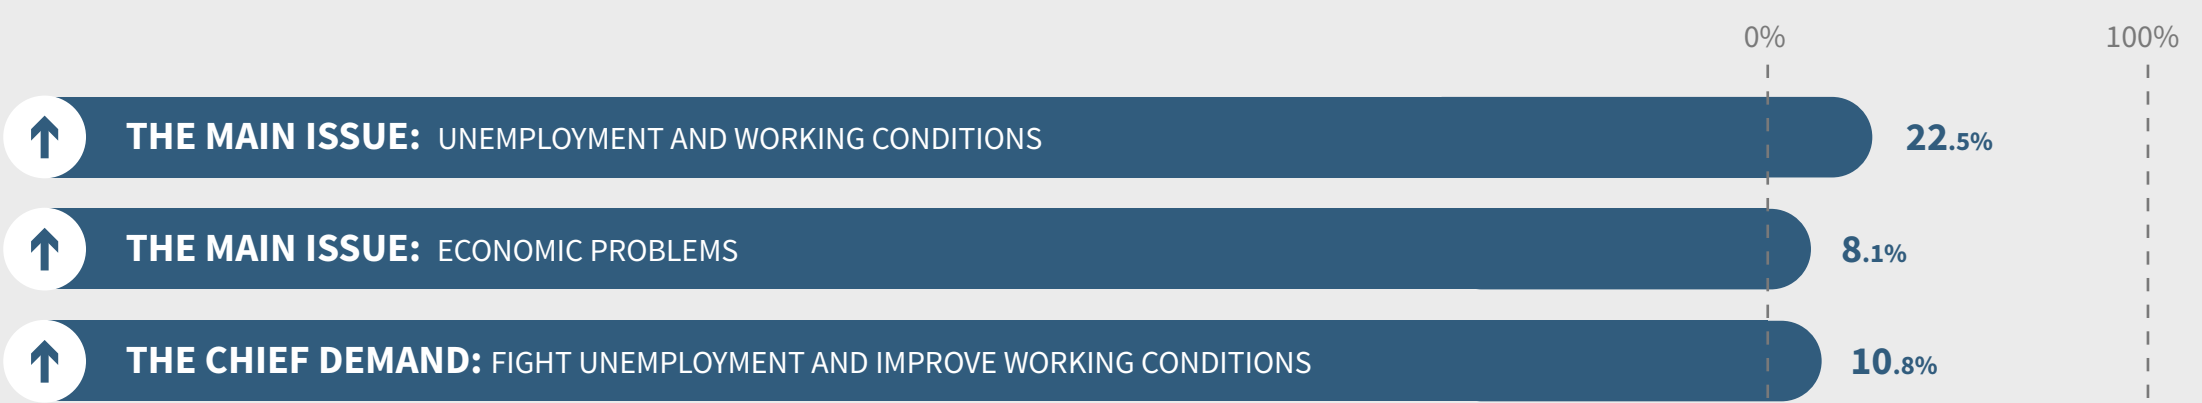 0% 100%
THE MAIN ISSUE: UNEMPLOYMENT AND WORKING CONDITIONS 22.5%
THE MAIN ISSUE: ECONOMIC PROBLEMS 8.1%
THE CHIEF DEMAND: FIGHT UNEMPLOYMENT AND IMPROVE WORKING CONDITIONS 10.8%